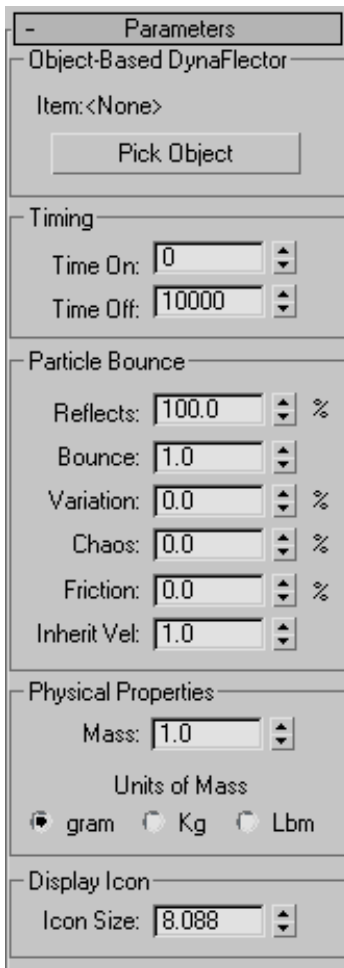 - Parameters
Object-Based DynaFlector
Item:<None>
Pick Object
Timing
Time On: 0
Time Off: 10000
Particle Bounce
Reflects: 100.0 %
Bounce: 1.0
Variation: 0.0 %
Chaos: 0.0 %
Friction: 0.0 %
Inherit Vel: 1.0
Physical Properties
Mass: 1.0
Units of Mass
gram Kg Lbm
Display Icon
Icon Size: 8.088